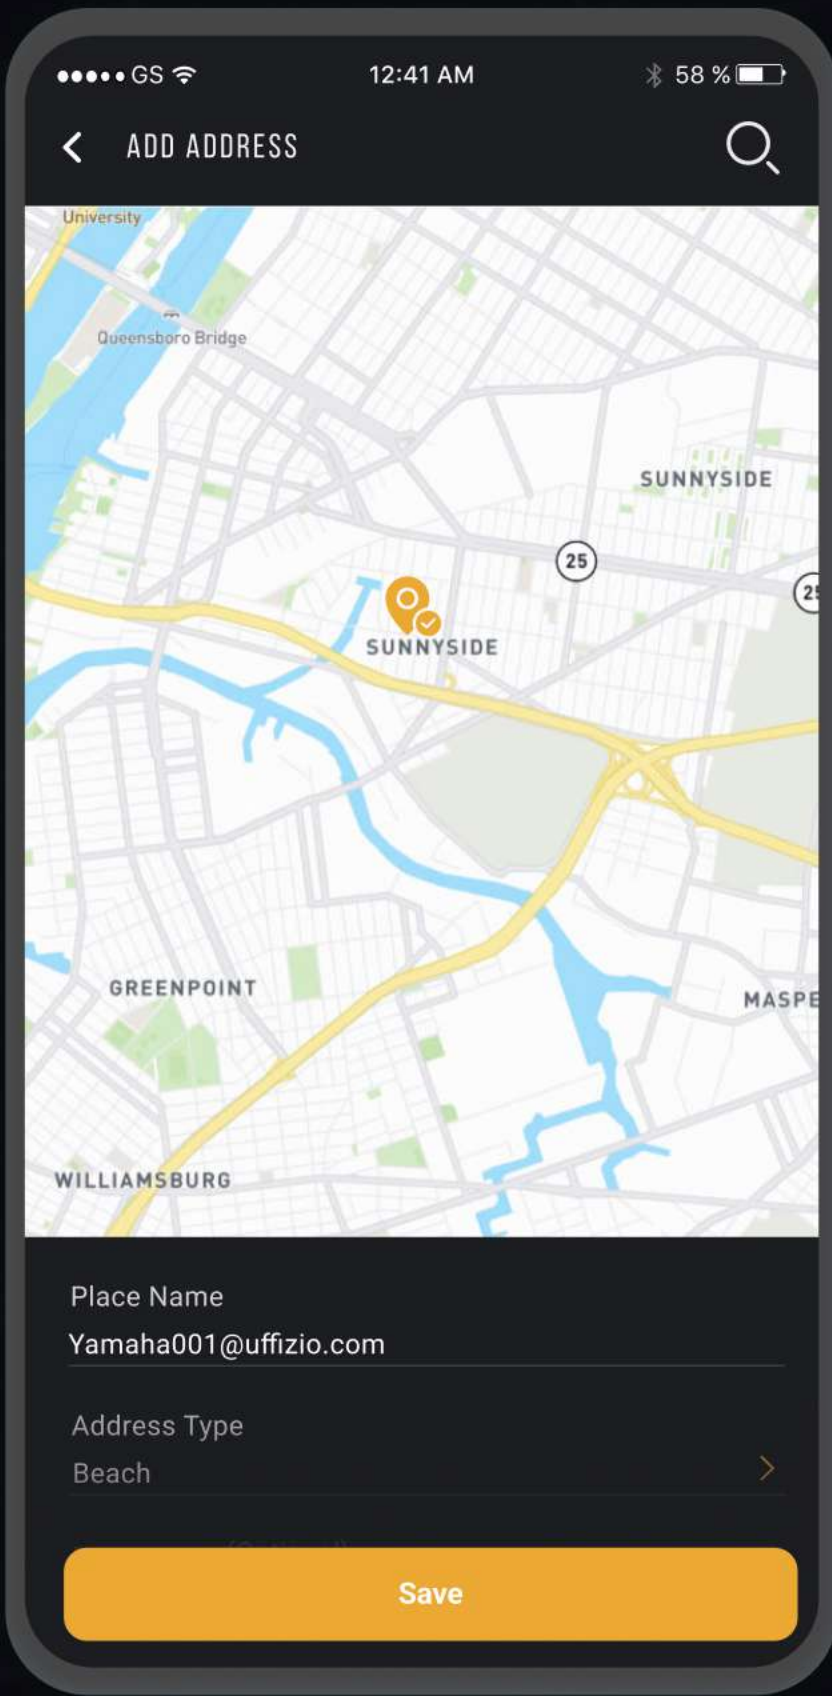 GS 12:41 AM 58 %
ADD ADDRESS
University
Queensboro Bridge
SUNNYSIDE
25
SUNNYSIDE
GREENPOINT
MASPE
WILLIAMSBURG
Place Name
Yamaha001@uffizio.com
Address Type
Beach
Save